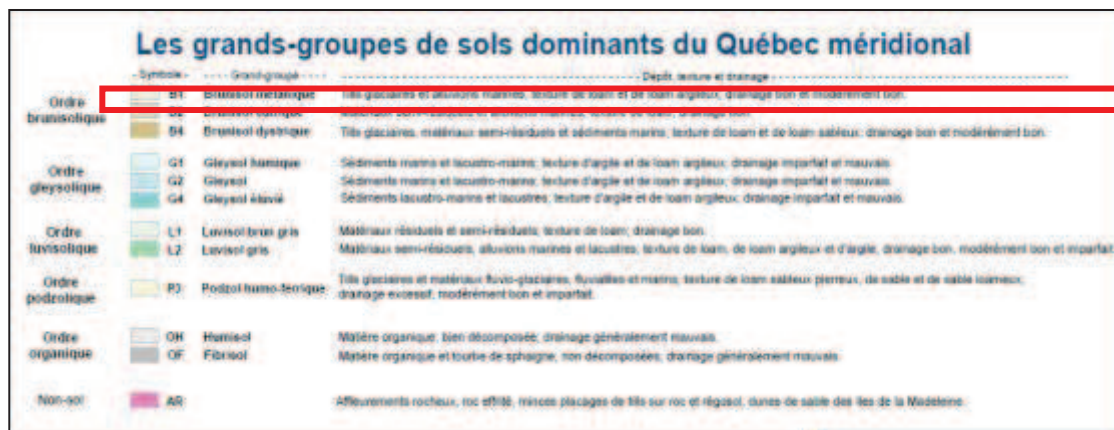 Les grands-groupes de sols dominants du Québec méridional
Symbole Grand-groupe Dépôt, texture et drainage
Ordre brunisolique
B1 Brunisol mélanique Tills glaciaires et alluvions marines, texture de loam et de loam argileux, drainage bon et modérément bon.
B2 Brunisol eutrique
B4 Brunisol dystrique Tills glaciaires, matériaux semi-résiduels et sédiments marins; texture de loam et de loam sableux; drainage bon et modérément bon.
Ordre gleysolique
G1 Gleysol humique Sédiments marins et lacustro-marins; texture d'argile et de loam argileux; drainage imparfait et mauvais.
G2 Gleysol Sédiments marins et lacustro-marins; texture d'argile et de loam argileux; drainage imparfait et mauvais.
G4 Gleysol éluvié Sédiments lacustro-marins et lacustres; texture d'argile et de loam argileux; drainage imparfait et mauvais.
Ordre luvisolique
L1 Luvisol brun gris Matériaux résiduels et semi-résiduels; texture de loam; drainage bon.
L2 Luvisol gris Matériaux semi-résiduels, alluvions marines et lacustres, texture de loam, de loam argileux et d'argile, drainage bon, modérément bon et imparfait
Ordre podzolique
P3 Podzol humo-ferrique Tills glaciaires et matériaux fluvio-glaciaires, fluviatiles et marins; texture de loam sableux pierreux, de sable et de sable loameux;
drainage excessif, modérément bon et imparfait.
Ordre organique
OH Humisol Matière organique; bien décomposée; drainage généralement mauvais.
OF Fibrisol Matière organique et tourbe de sphaigne, non décomposées, drainage généralement mauvais.
Non-sol AR Affleurements rocheux, roc effrité, minces placages de tills sur roc et régosol, dunes de sable des îles de la Madeleine.